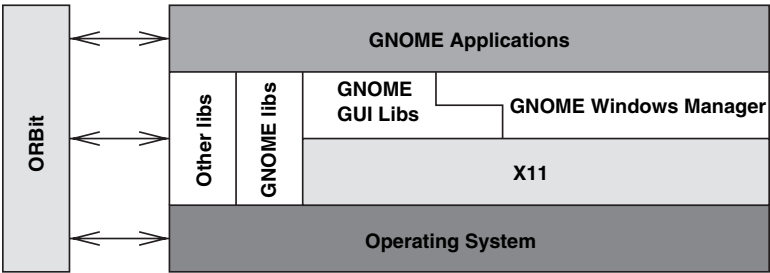 ORBit
GNOME Applications
Other libs
GNOME libs
GNOME
GUI Libs
GNOME Windows Manager
X11
Operating System